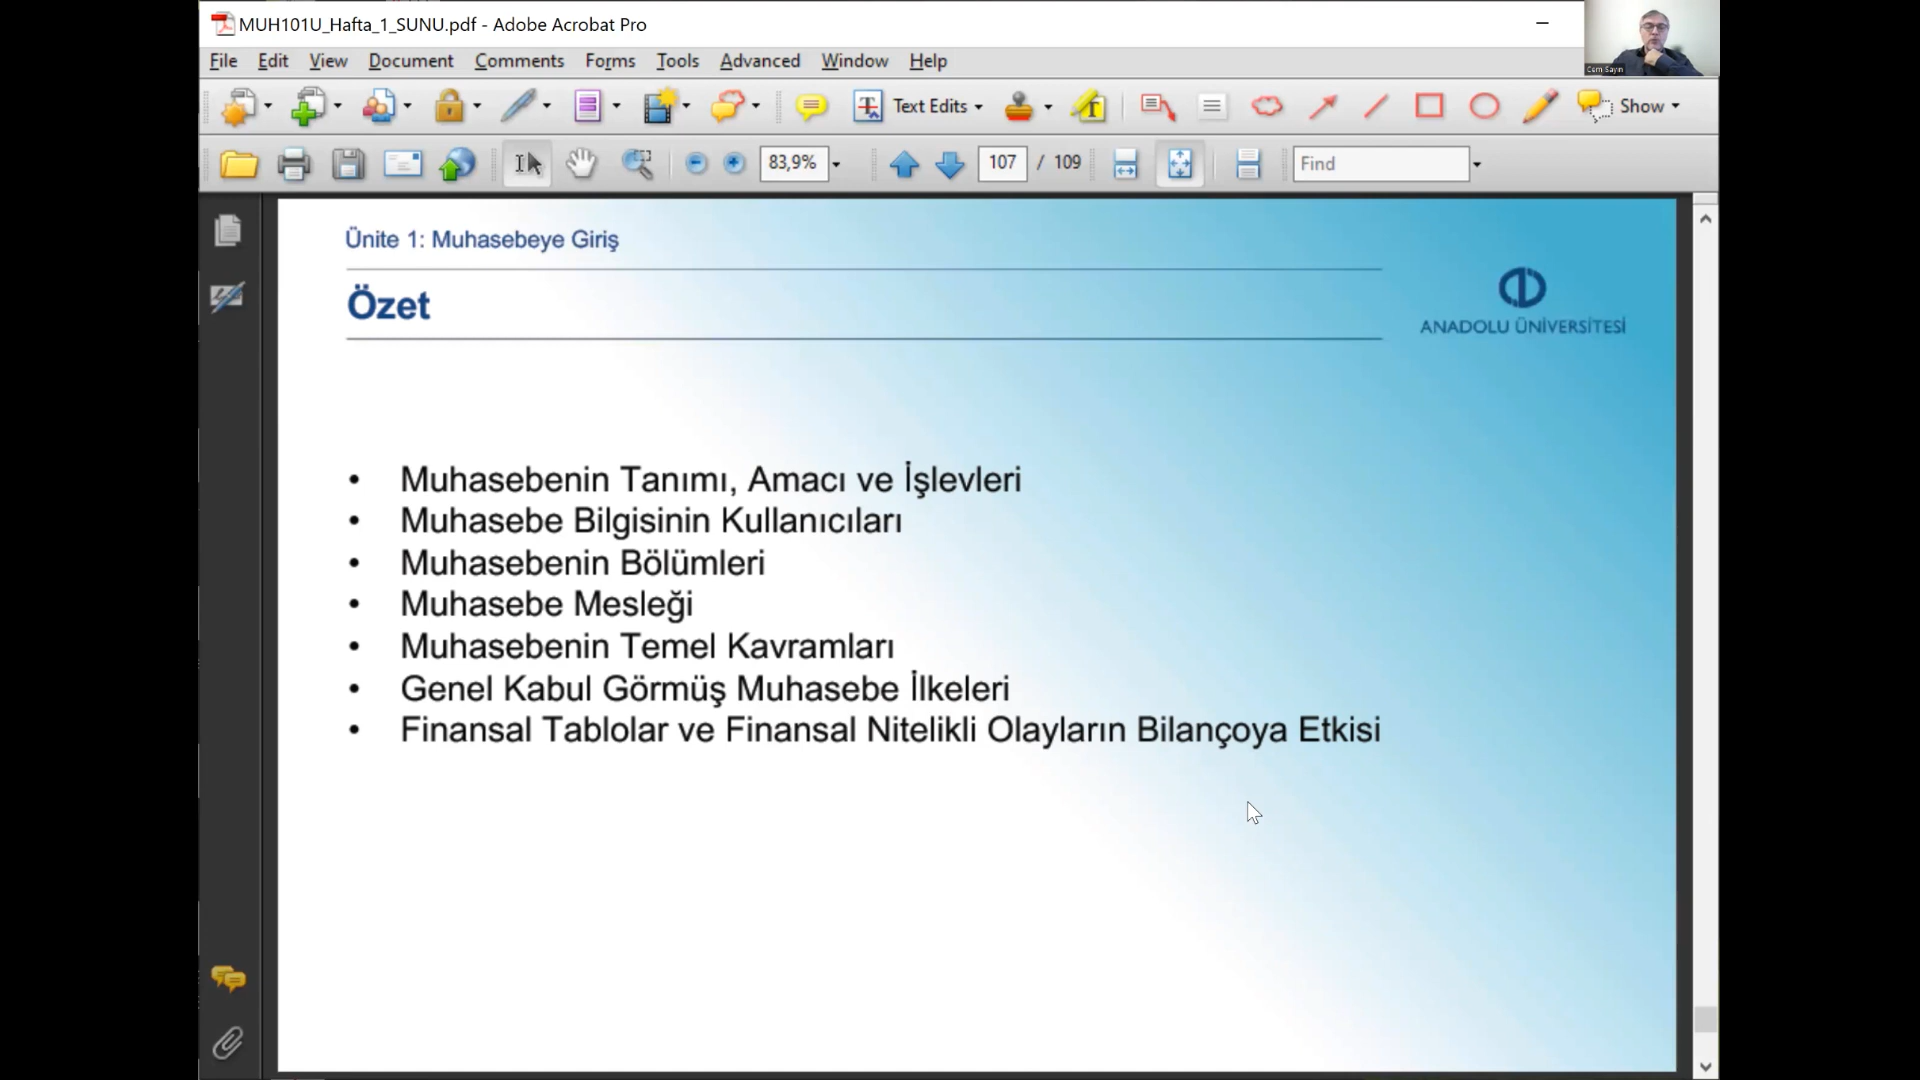 MUH101U_Hafta_1_SUNU.pdf - Adobe Acrobat Pro
Cem Sayın
File Edit View Document Comments Forms Tools Advanced Window Help
Text Edits Show
83,9% 107 / 109 Find
Ünite 1: Muhasebeye Giriş
Özet
ANADOLU ÜNİVERSİTESİ
• Muhasebenin Tanımı, Amacı ve İşlevleri
• Muhasebe Bilgisinin Kullanıcıları
• Muhasebenin Bölümleri
• Muhasebe Mesleği
• Muhasebenin Temel Kavramları
• Genel Kabul Görmüş Muhasebe İlkeleri
• Finansal Tablolar ve Finansal Nitelikli Olayların Bilançoya Etkisi